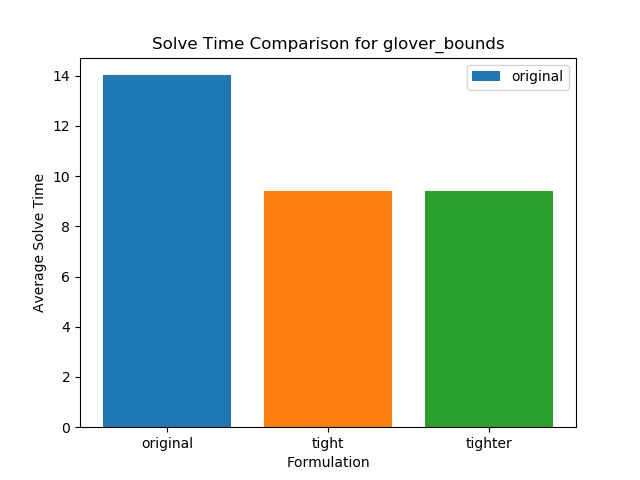 Solve Time Comparison for glover_bounds
original
Average Solve Time
14
12
10
8
6
4
2
0
original tight tighter
Formulation